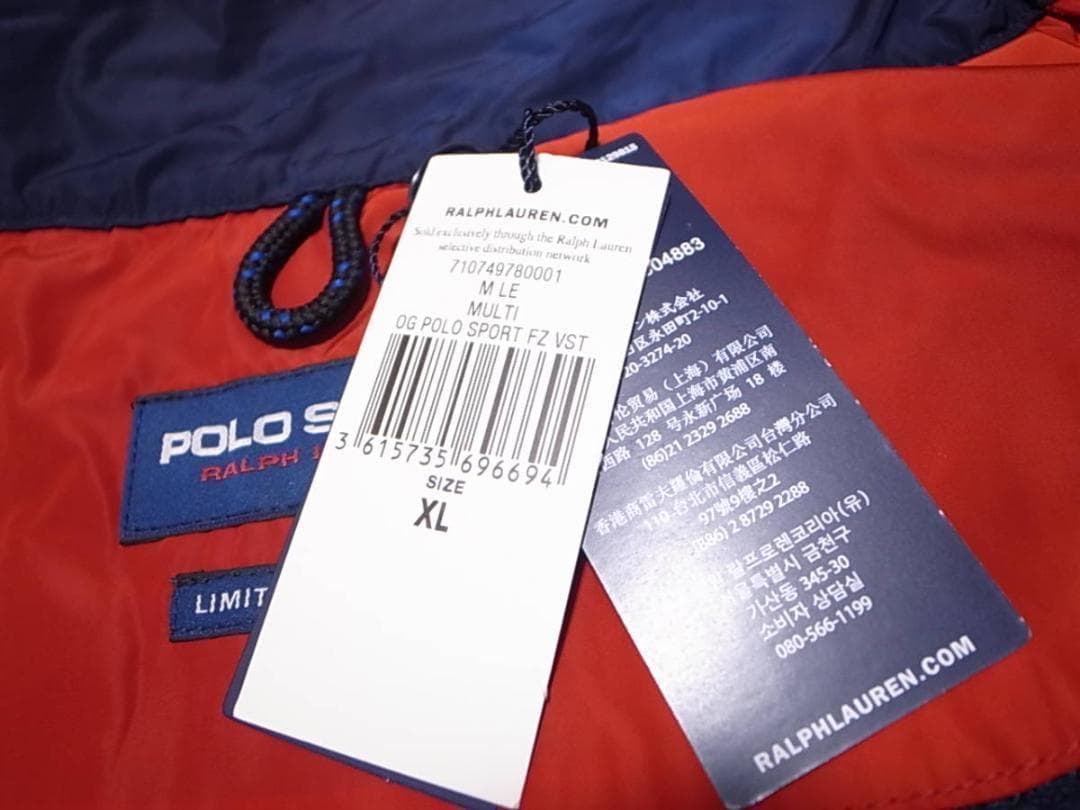 RALPHLAUREN.COM
Sold exclusively through the Ralph Lauren
selective distribution network
710749780001
M LE
MULTI
OG POLO SPORT FZ VST
3 615735 696694
SIZE
XL
POLO S
RALPH
LIMIT
04883
ン株式会社
区永田町2-10-1
20-3274-20
伦贸易（上海）有限公司
人民共和国上海市黄浦区南
西路 128 号永新广场 18 楼
(86)21 2329 2688
香港商雷夫羅倫有限公司台灣分公司
110 台北市信義區松仁路
97號9樓之2
(886) 2 8729 2288
랄프로렌코리아(유)
울특별시 금천구
가산동 345-30
소비자 상담실
080-566-1199
RALPHLAUREN.COM